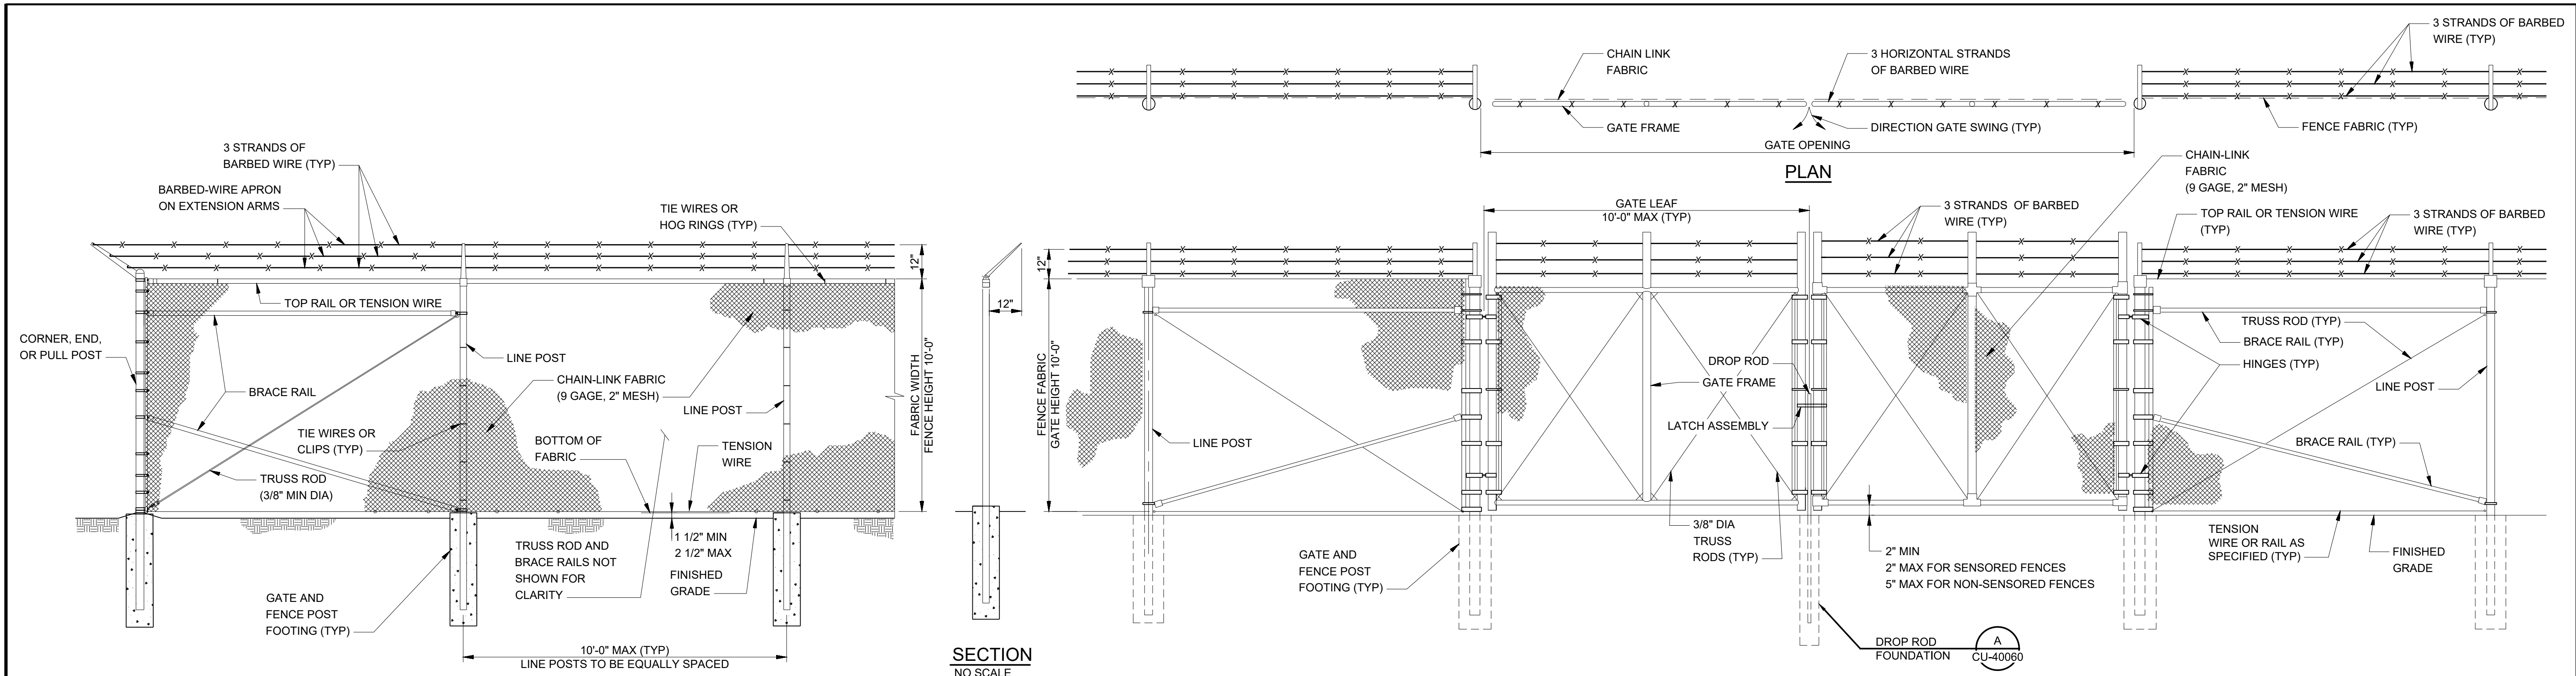 3 STRANDS OF
BARBED WIRE (TYP)
BARBED-WIRE APRON
ON EXTENSION ARMS
TIE WIRES OR
HOG RINGS (TYP)
12"
TOP RAIL OR TENSION WIRE
CORNER, END,
OR PULL POST
LINE POST
BRACE RAIL
CHAIN-LINK FABRIC
(9 GAGE, 2" MESH)
LINE POST
FABRIC WIDTH
FENCE HEIGHT 10'-0"
TIE WIRES OR
CLIPS (TYP)
BOTTOM OF
FABRIC
TENSION
WIRE
TRUSS ROD
(3/8" MIN DIA)
TRUSS ROD AND
BRACE RAILS NOT
SHOWN FOR
CLARITY
1 1/2" MIN
2 1/2" MAX
FINISHED
GRADE
GATE AND
FENCE POST
FOOTING (TYP)
10'-0" MAX (TYP)
LINE POSTS TO BE EQUALLY SPACED
12"
SECTION
NO SCALE
CHAIN LINK
FABRIC
3 HORIZONTAL STRANDS
OF BARBED WIRE
3 STRANDS OF BARBED
WIRE (TYP)
GATE FRAME
DIRECTION GATE SWING (TYP)
FENCE FABRIC (TYP)
GATE OPENING
PLAN
CHAIN-LINK
FABRIC
(9 GAGE, 2" MESH)
GATE LEAF
10'-0" MAX (TYP)
3 STRANDS OF BARBED
WIRE (TYP)
TOP RAIL OR TENSION WIRE
(TYP)
3 STRANDS OF BARBED
WIRE (TYP)
12"
FENCE FABRIC
GATE HEIGHT 10'-0"
TRUSS ROD (TYP)
BRACE RAIL (TYP)
HINGES (TYP)
LINE POST
DROP ROD
GATE FRAME
LATCH ASSEMBLY
LINE POST
BRACE RAIL (TYP)
3/8" DIA
TRUSS
RODS (TYP)
GATE AND
FENCE POST
FOOTING (TYP)
2" MIN
2" MAX FOR SENSORED FENCES
5" MAX FOR NON-SENSORED FENCES
TENSION
WIRE OR RAIL AS
SPECIFIED (TYP)
FINISHED
GRADE
DROP ROD
FOUNDATION
A
CU-40060